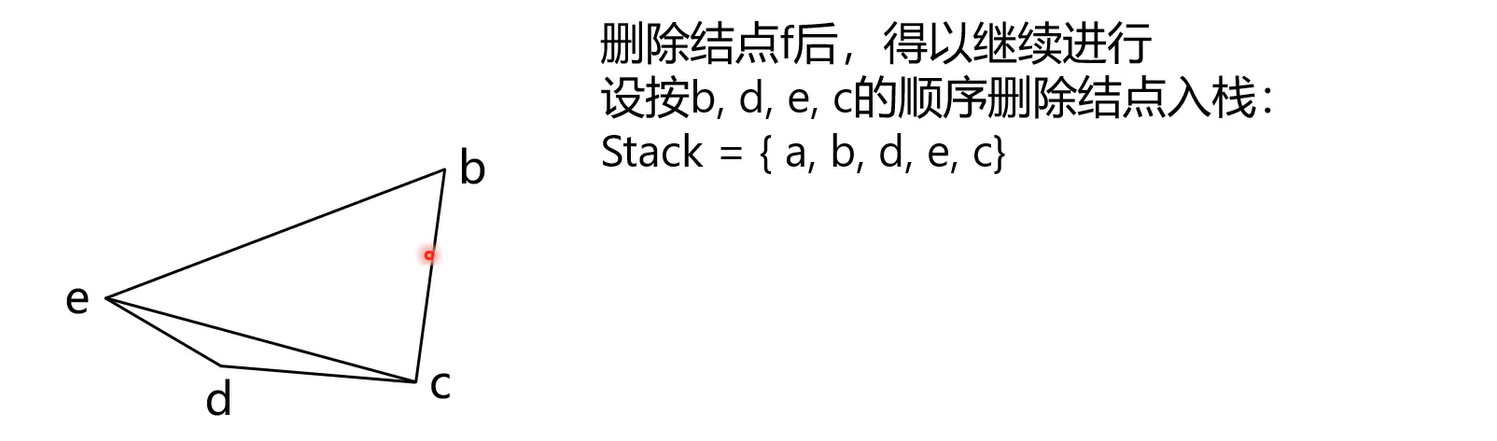 删除结点f后，得以继续进行
设按b, d, e, c的顺序删除结点入栈：
Stack = { a, b, d, e, c}
b
e
d
c